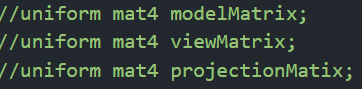 //uniform mat4 modelMatrix;
//uniform mat4 viewMatrix;
//uniform mat4 projectionMatix;